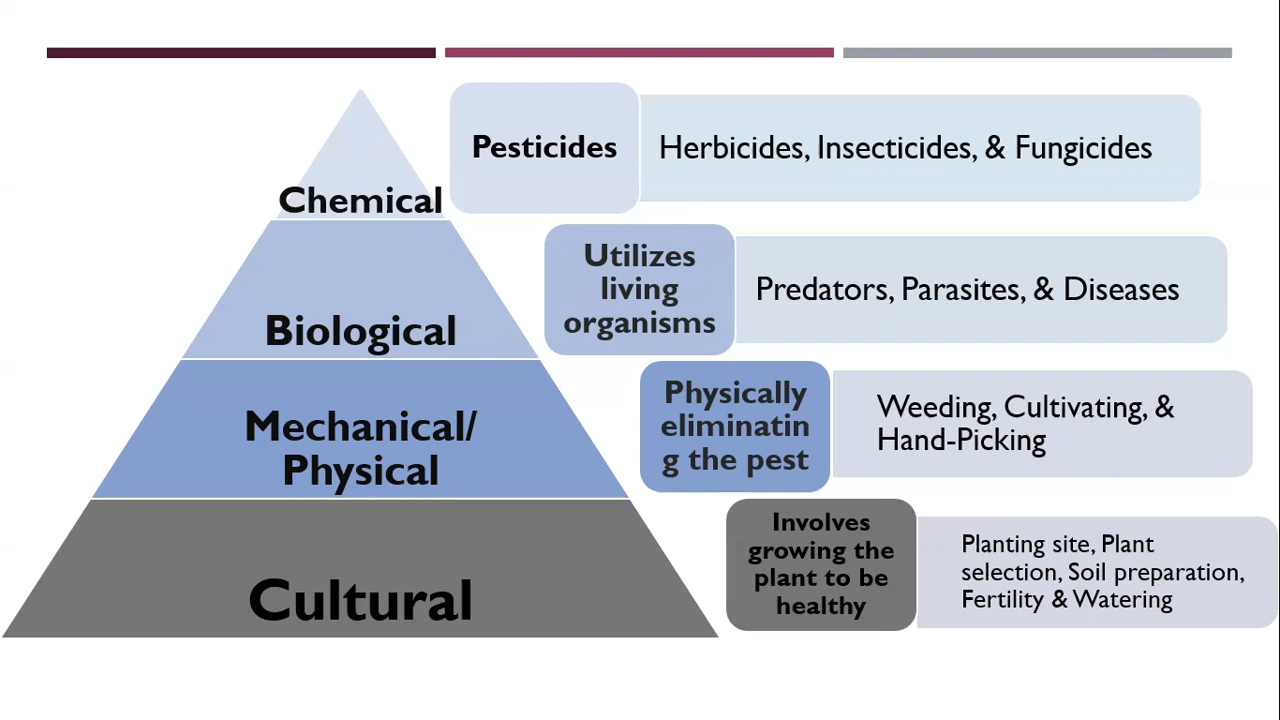 Chemical
Pesticides
Herbicides, Insecticides, & Fungicides
Biological
Utilizes
living
organisms
Predators, Parasites, & Diseases
Mechanical/
Physical
Physically
eliminatin
g the pest
Weeding, Cultivating, &
Hand-Picking
Cultural
Involves
growing the
plant to be
healthy
Planting site, Plant
selection, Soil preparation,
Fertility & Watering